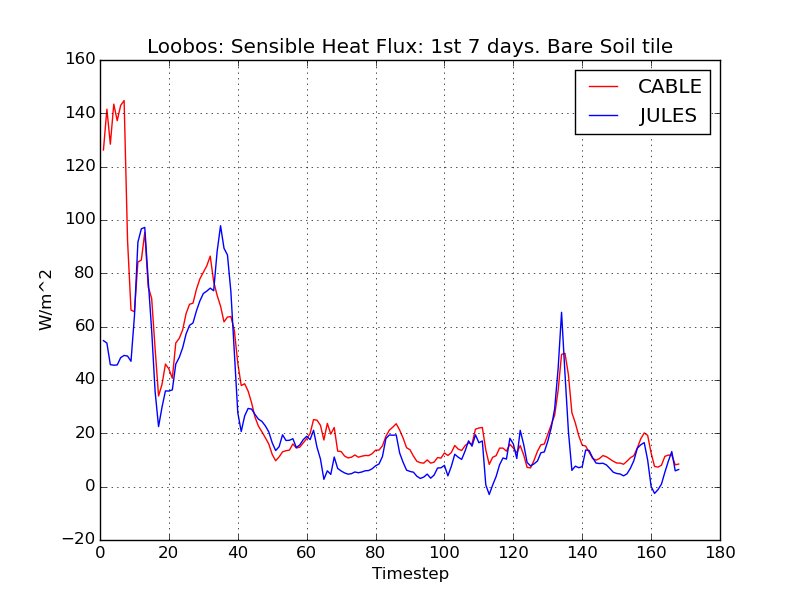 Loobos: Sensible Heat Flux: 1st 7 days. Bare Soil tile
CABLE
JULES
160
140
120
100
80
60
40
20
0
−20
W/m^2
0 20 40 60 80 100 120 140 160 180
Timestep